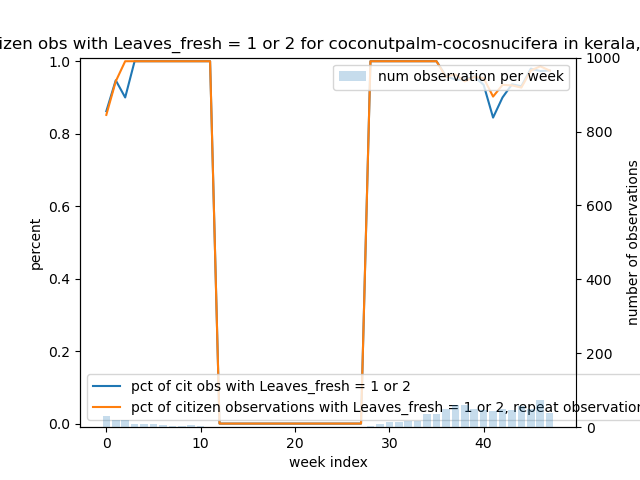 izen obs with Leaves_fresh = 1 or 2 for coconutpalm-cocosnucifera in kerala,
1.0
0.8
0.6
0.4
0.2
0.0
percent
1000
800
600
400
200
0
number of observations
num observation per week
pct of cit obs with Leaves_fresh = 1 or 2
pct of citizen observations with Leaves_fresh = 1 or 2, repeat observation
0 10 20 30 40
week index